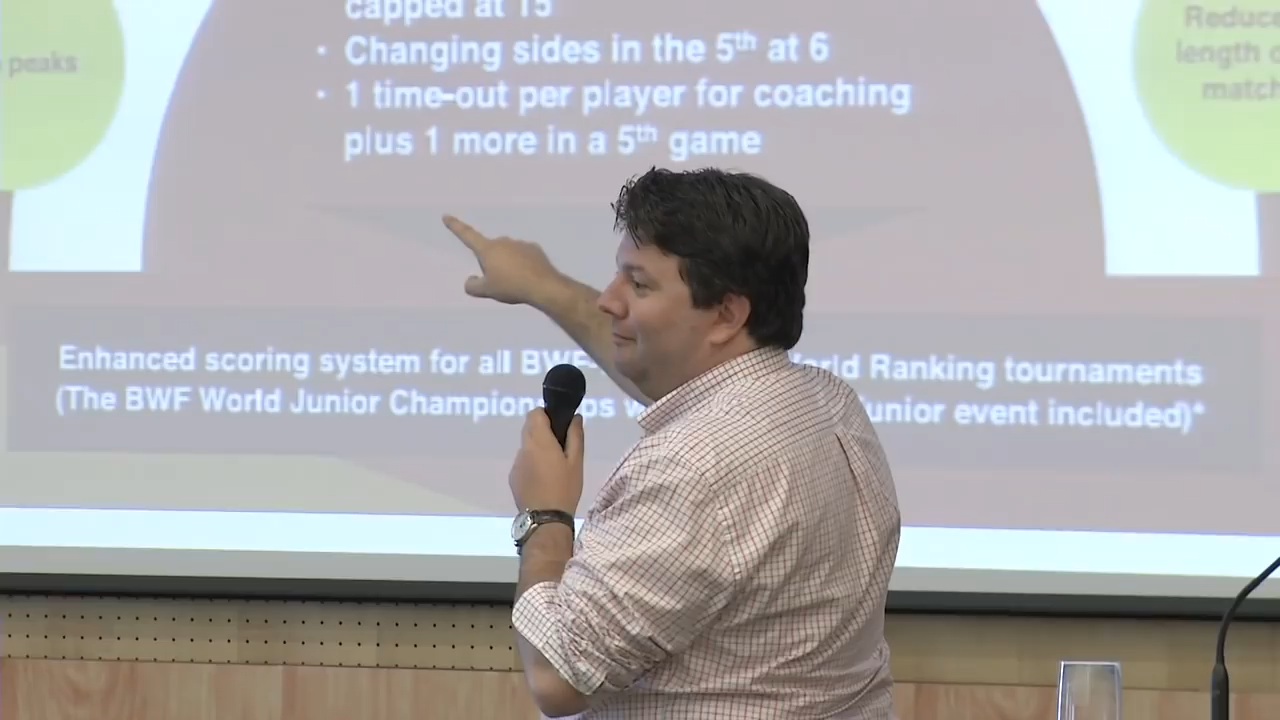 capped at 15
• Changing sides in the 5th at 6
• 1 time-out per player for coaching
plus 1 more in a 5th game
peaks
Reduce
length
match
Enhanced scoring system for all BWF World Ranking tournaments
(The BWF World Junior Championships Junior event included)*